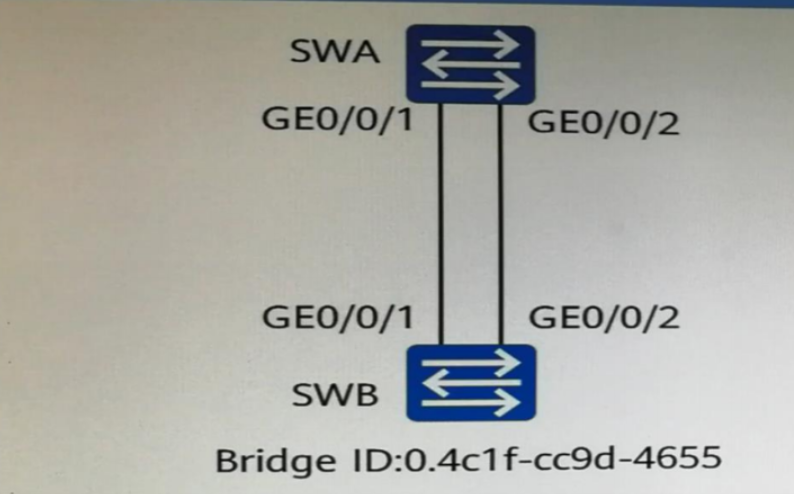 SWA
GE0/0/1 GE0/0/2
GE0/0/1 GE0/0/2
SWB
Bridge ID:0.4c1f-cc9d-4655